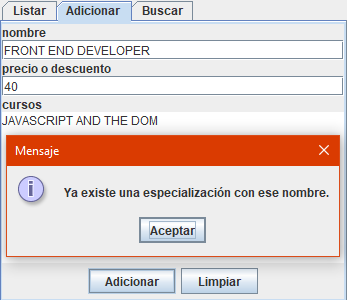 Listar Adicionar Buscar
nombre
FRONT END DEVELOPER
precio o descuento
40
cursos
JAVASCRIPT AND THE DOM
Mensaje
Ya existe una especialización con ese nombre.
Aceptar
Adicionar Limpiar